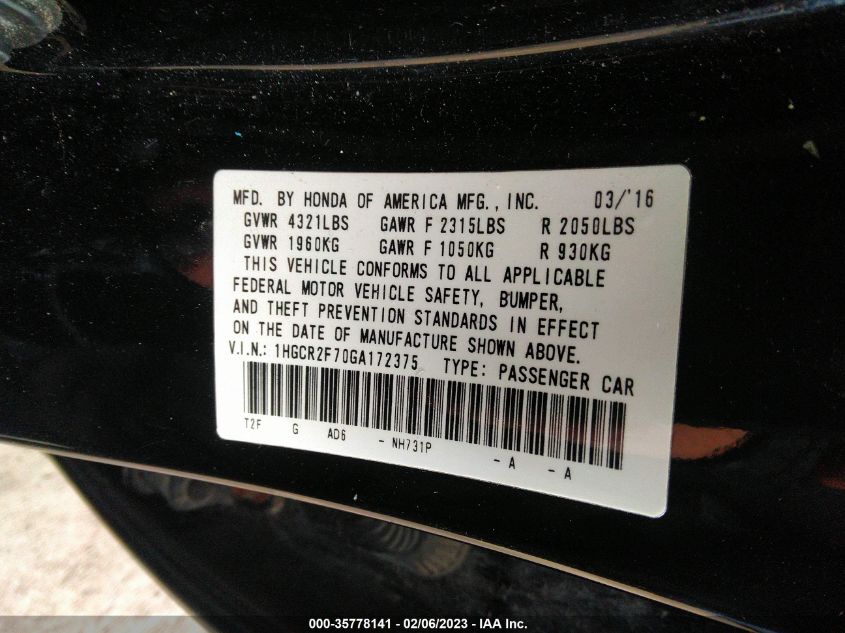 MFD. BY HONDA OF AMERICA MFG., INC. 03/'16
GVWR 4321LBS GAWR F 2315LBS R 2050LBS
GVWR 1960KG GAWR F 1050KG R 930KG
THIS VEHICLE CONFORMS TO ALL APPLICABLE
FEDERAL MOTOR VEHICLE SAFETY, BUMPER,
AND THEFT PREVENTION STANDARDS IN EFFECT
ON THE DATE OF MANUFACTURE SHOWN ABOVE.
V.I.N.: 1HGCR2F70GA172375 TYPE: PASSENGER CAR
T2F G AD6 - NH731P - A - A
000-35778141 - 02/06/2023 - IAA Inc.